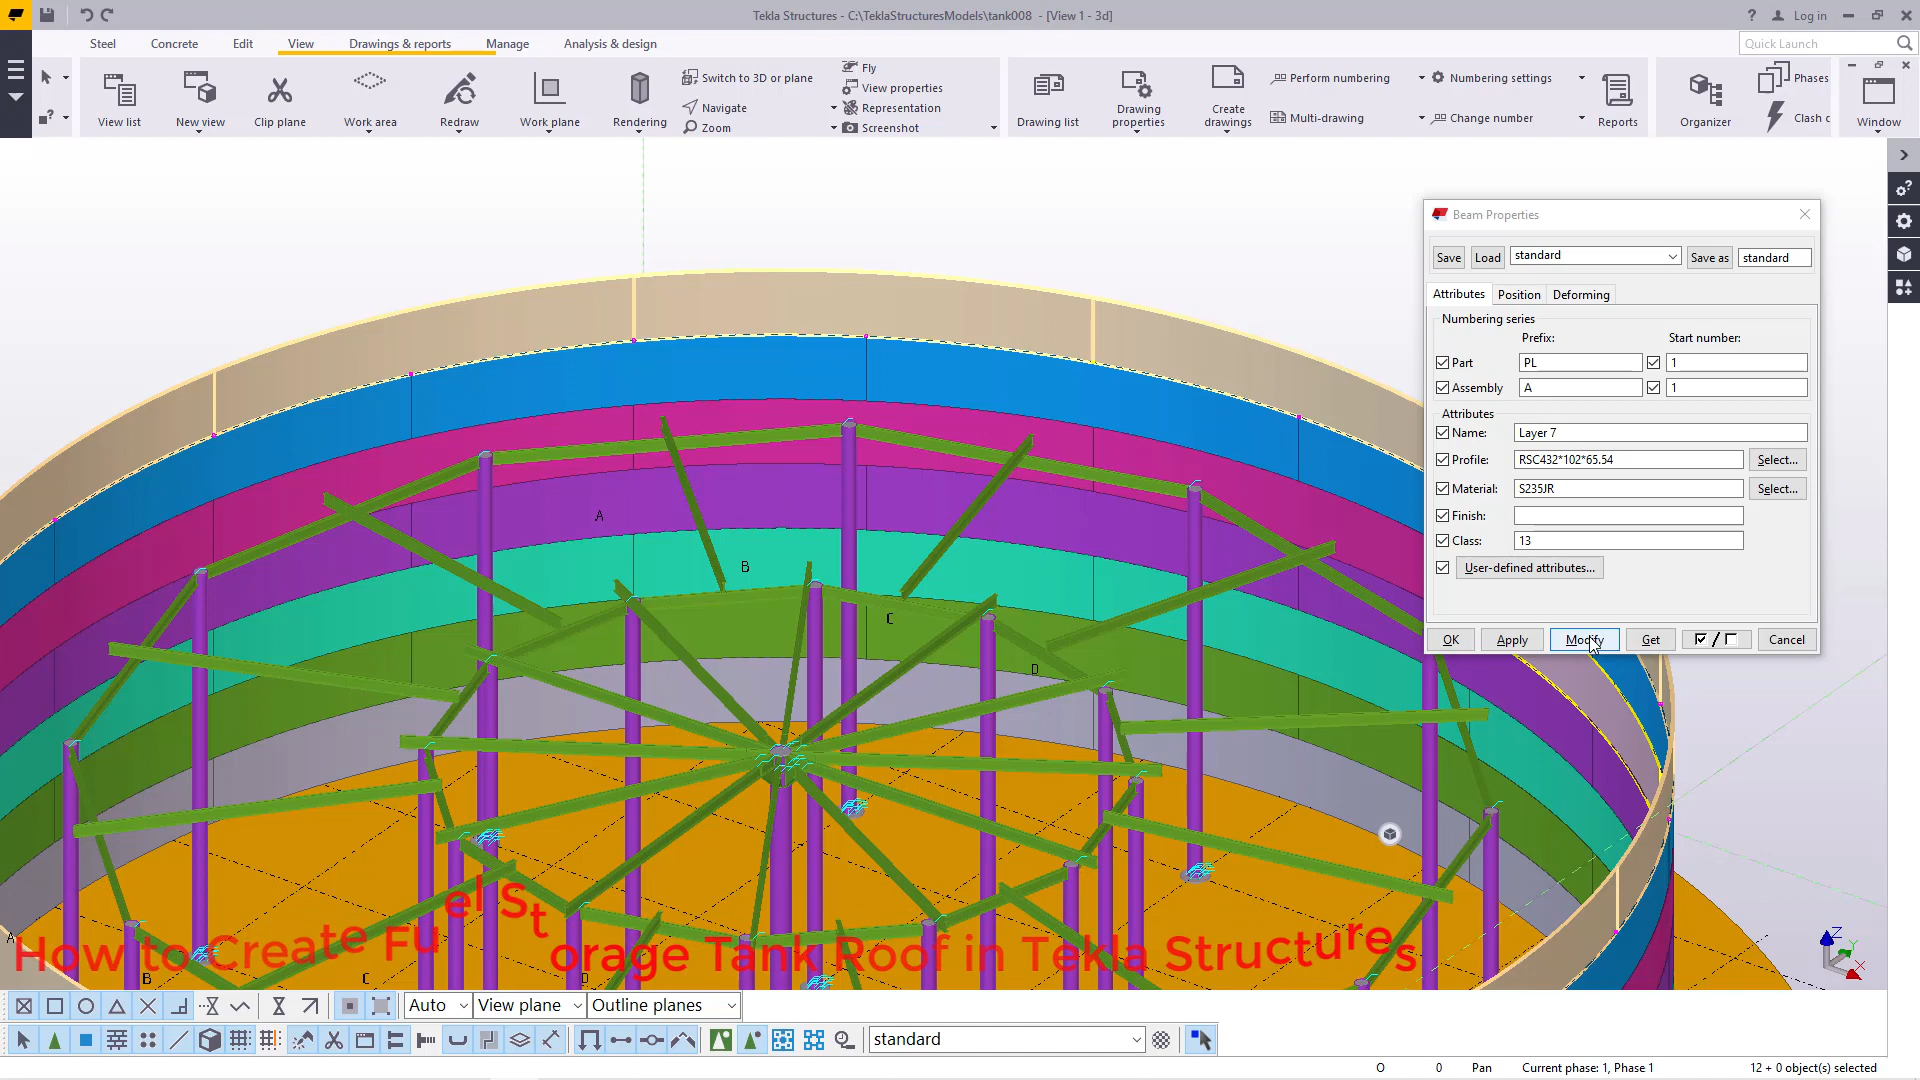 Tekla Structures - C:\TeklaStructuresModels\tank008 - [View 1 - 3d]
? Log in
Steel Concrete Edit View Drawings & reports Manage Analysis & design
Quick Launch
View list
New view
Clip plane
Work area
Redraw
Work plane
Rendering
Switch to 3D or plane
Navigate
Zoom
Fly
View properties
Representation
Screenshot
Drawing list
Drawing properties
Create drawings
Perform numbering
Multi-drawing
Numbering settings
Change number
Reports
Organizer
Phases
Clash c
Window
Beam Properties
Save Load standard Save as standard
Attributes Position Deforming
Numbering series
Prefix: Start number:
Part PL 1
Assembly A 1
Attributes
Name: Layer 7
Profile: RSC432*102*65.54 Select...
Material: S235JR Select...
Finish:
Class: 13
User-defined attributes...
OK Apply Modify Get / Cancel
A
B
C
D
Z
Y
X
A
B
C
D
How to Create Fuel Storage Tank Roof in Tekla Structures
Auto View plane Outline planes
standard
O 0 Pan Current phase: 1, Phase 1 12 + 0 object(s) selected